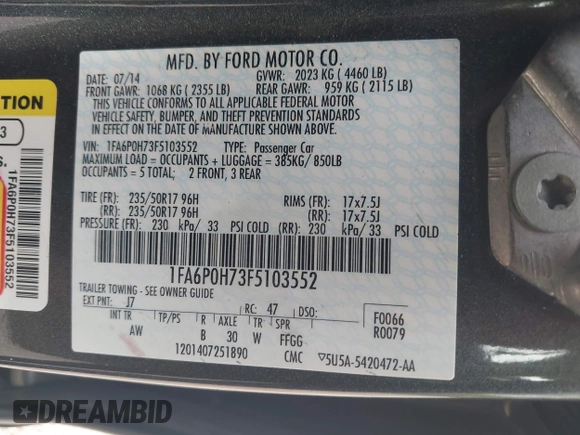 MFD. BY FORD MOTOR CO.
DATE: 07/14 GVWR: 2023 KG ( 4460 LB)
FRONT GAWR: 1068 KG ( 2355 LB) REAR GAWR: 959 KG ( 2115 LB)
THIS VEHICLE CONFORMS TO ALL APPLICABLE FEDERAL MOTOR
VEHICLE SAFETY, BUMPER, AND THEFT PREVENTION STANDARDS
IN EFFECT ON THE DATE OF MANUFACTURE SHOWN ABOVE.
VIN: 1FA6P0H73F5103552 TYPE: Passenger Car
MAXIMUM LOAD = OCCUPANTS + LUGGAGE = 385KG/ 850LB
OCCUPANTS = 5 TOTAL; 2 FRONT, 3 REAR
TIRE (FR): 235/50R17 96H RIMS (FR): 17x7.5J
(RR): 235/50R17 96H (RR): 17x7.5J
PRESSURE (FR): 230 kPa/ 33 PSI COLD (RR): 230 kPa/ 33 PSI COLD
1FA6P0H73F5103552
TRAILER TOWING - SEE OWNER GUIDE
EXT PNT: J7 RC: 47 DSO:
INT TR TP/PS R AXLE TR SPR
AW B 30 W FFGG
F0066
R0079
1201407251890 CMC 5U5A-5420472-AA
TION
3
S.
1FA6P0H73F5103552
DREAMBID